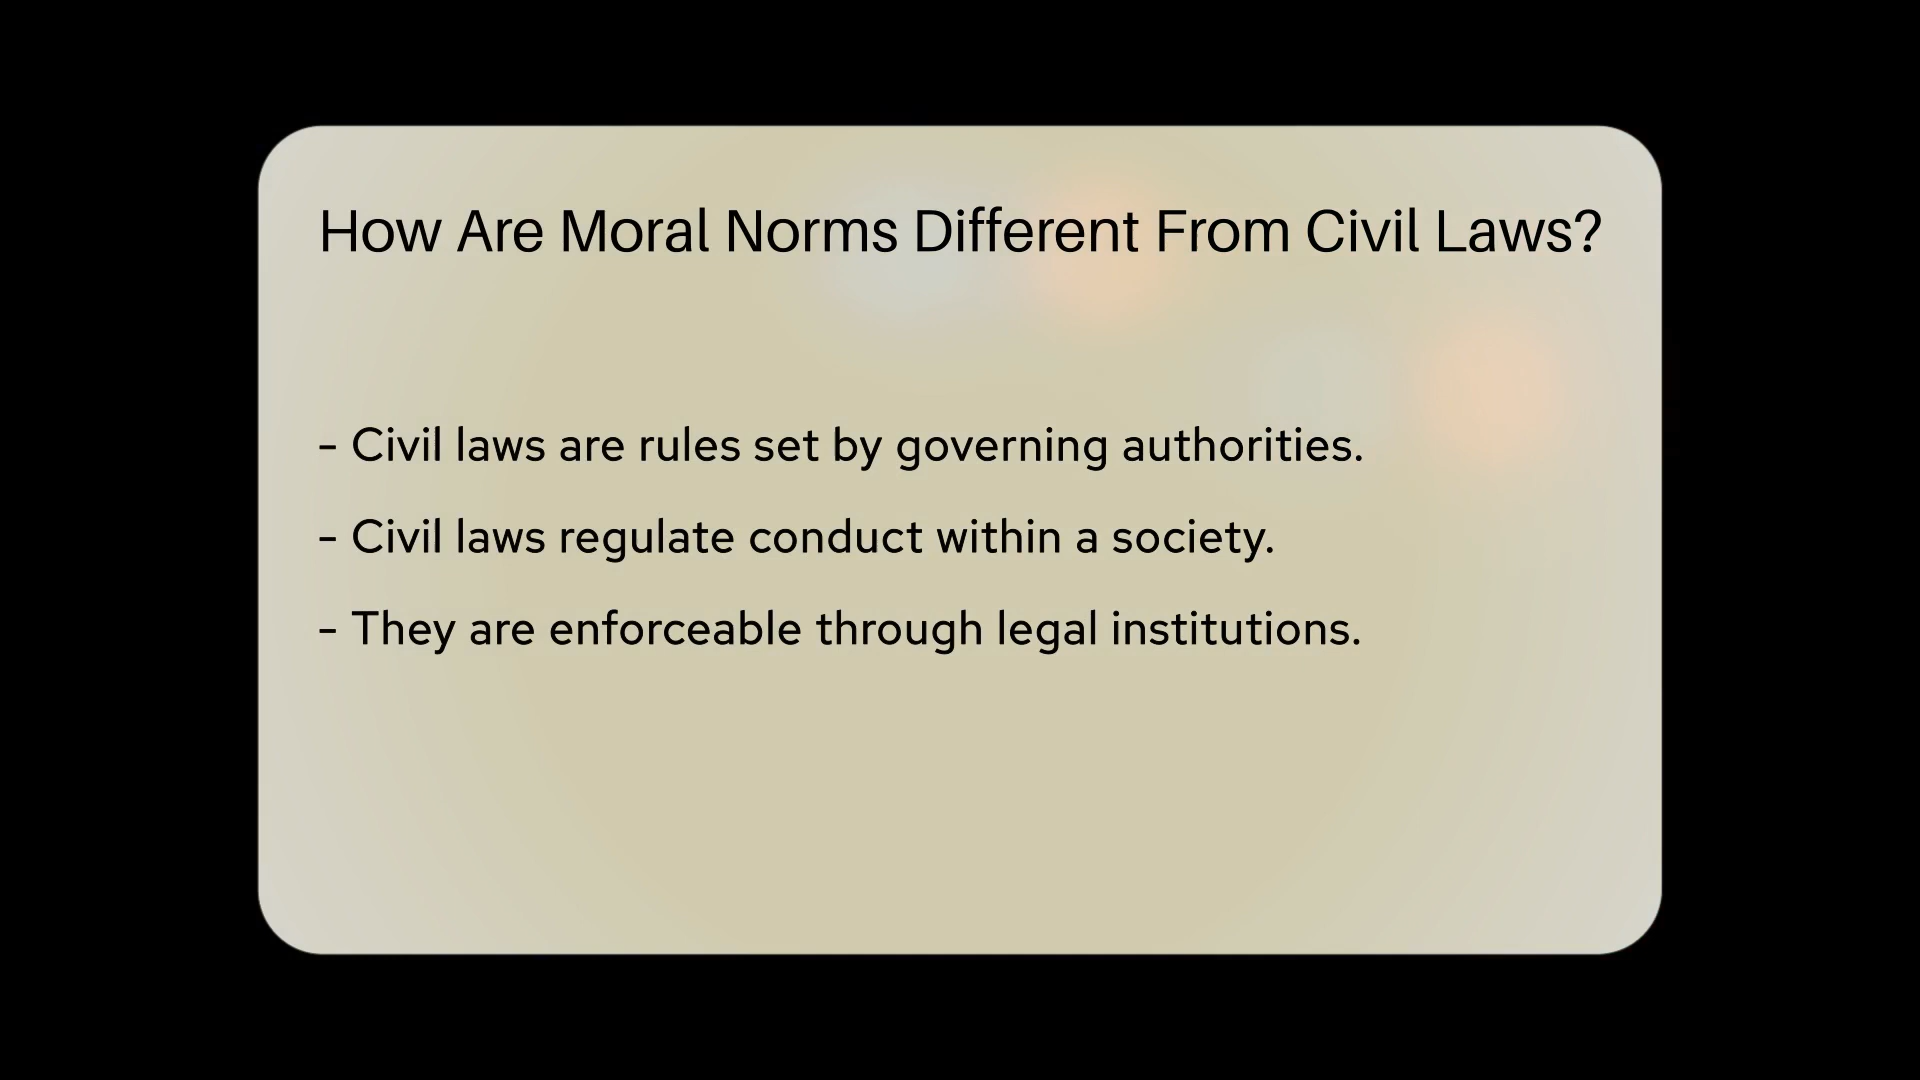 How Are Moral Norms Different From Civil Laws?
- Civil laws are rules set by governing authorities.
- Civil laws regulate conduct within a society.
- They are enforceable through legal institutions.